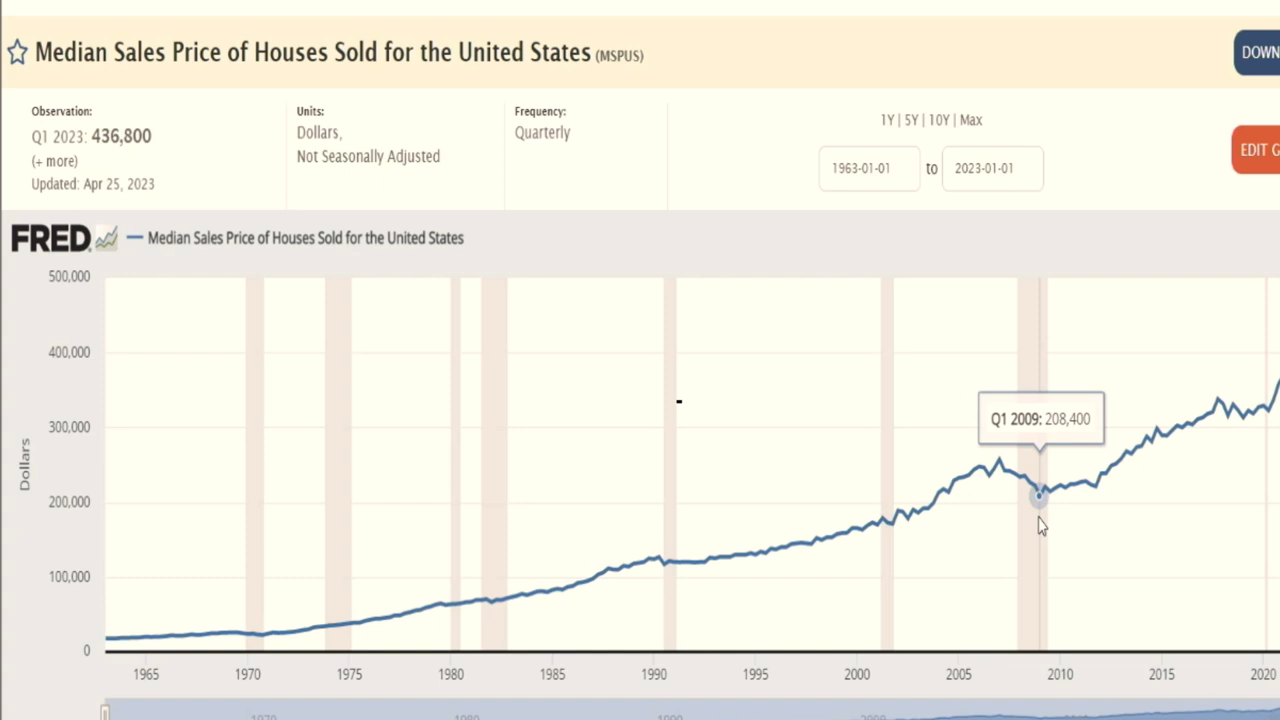 Median Sales Price of Houses Sold for the United States (MSPUS)
DOWN
Observation:
Q1 2023: 436,800
(+ more)
Updated: Apr 25, 2023
Units:
Dollars,
Not Seasonally Adjusted
Frequency:
Quarterly
1Y | 5Y | 10Y | Max
1963-01-01 to 2023-01-01
EDIT G
FRED
Median Sales Price of Houses Sold for the United States
500,000
400,000
300,000
200,000
100,000
0
Dollars
Q1 2009: 208,400
1965 1970 1975 1980 1985 1990 1995 2000 2005 2010 2015 2020
1970 1980 1990 2000